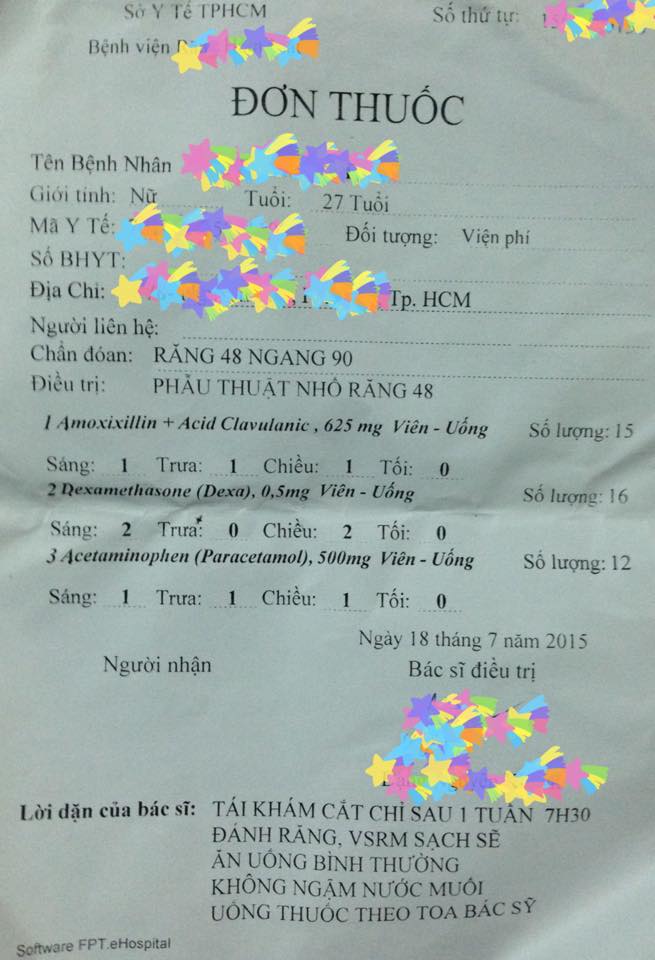 Sở Y Tế TPHCM
Số thứ tự:
Bệnh viện
ĐƠN THUỐC
Tên Bệnh Nhân
Giới tính: Nữ Tuổi: 27 Tuổi
Mã Y Tế: Đối tượng: Viện phí
Số BHYT:
Địa Chỉ: Tp. HCM
Người liên hệ:
Chẩn đóan: RĂNG 48 NGANG 90
Điều trị: PHẪU THUẬT NHỔ RĂNG 48
1 Amoxixillin + Acid Clavulanic , 625 mg Viên - Uống Số lượng: 15
Sáng: 1 Trưa: 1 Chiều: 1 Tối: 0
2 Dexamethasone (Dexa), 0,5mg Viên - Uống Số lượng: 16
Sáng: 2 Trưa: 0 Chiều: 2 Tối: 0
3 Acetaminophen (Paracetamol), 500mg Viên - Uống Số lượng: 12
Sáng: 1 Trưa: 1 Chiều: 1 Tối: 0
Ngày 18 tháng 7 năm 2015
Người nhận Bác sĩ điều trị
Lời dặn của bác sĩ: TÁI KHÁM CẮT CHỈ SAU 1 TUẦN 7H30
ĐÁNH RĂNG, VSRM SẠCH SẼ
ĂN UỐNG BÌNH THƯỜNG
KHÔNG NGẬM NƯỚC MUỐI
UỐNG THUỐC THEO TOA BÁC SỸ
Software FPT.eHospital